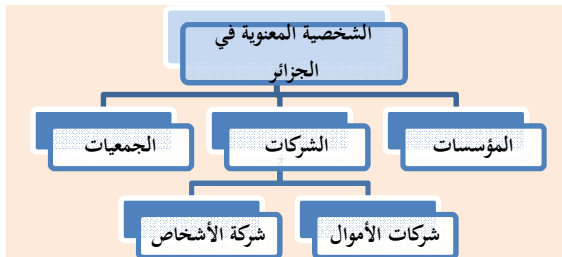 الشخصية المعنوية في
الجزائر
المؤسسات
الشركات
الجمعيات
شركات الأموال
شركة الأشخاص